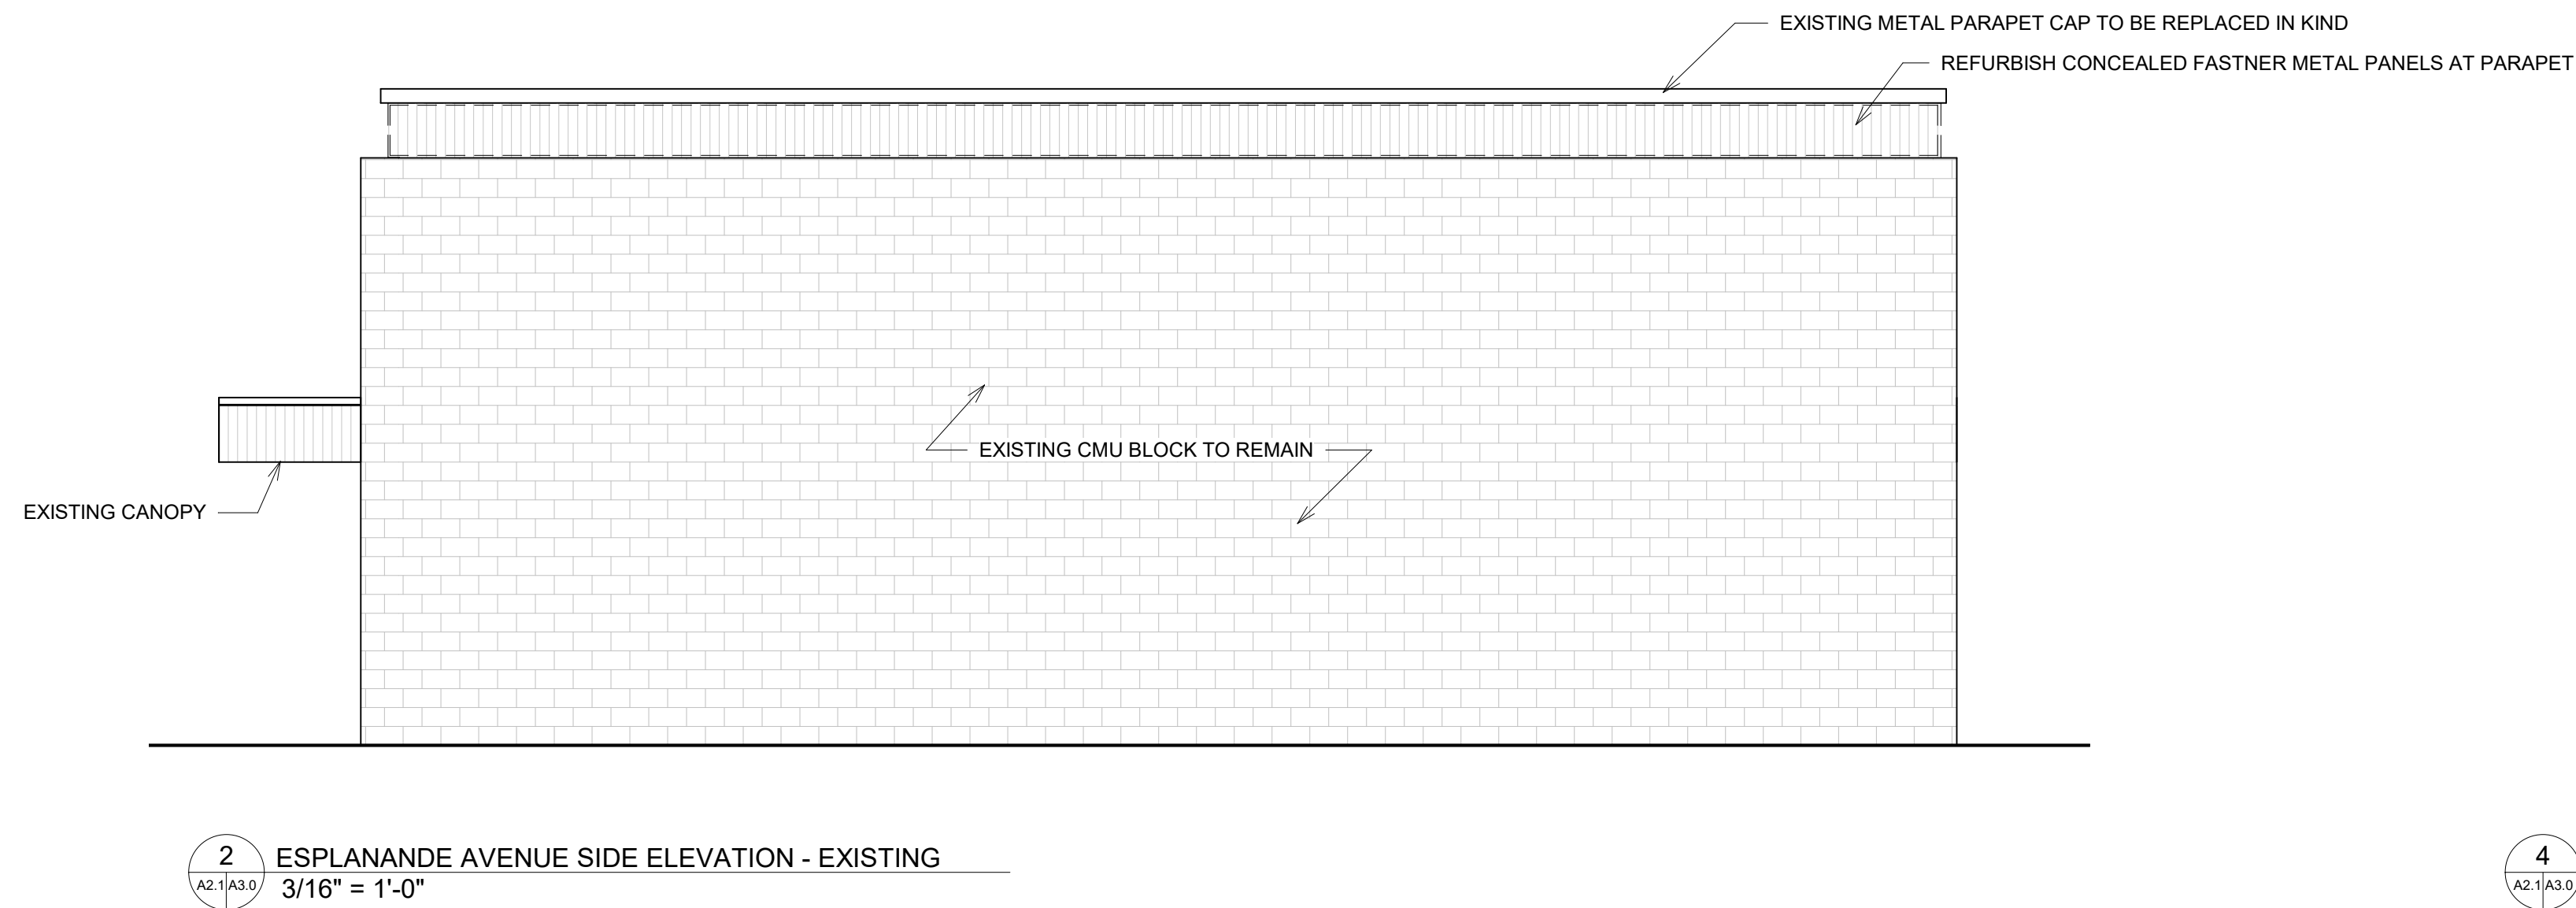 EXISTING METAL PARAPET CAP TO BE REPLACED IN KIND
REFURBISH CONCEALED FASTNER METAL PANELS AT PARAPET
EXISTING CMU BLOCK TO REMAIN
EXISTING CANOPY
2
A2.1 A3.0
ESPLANANDE AVENUE SIDE ELEVATION - EXISTING
3/16" = 1'-0"
4
A2.1 A3.0